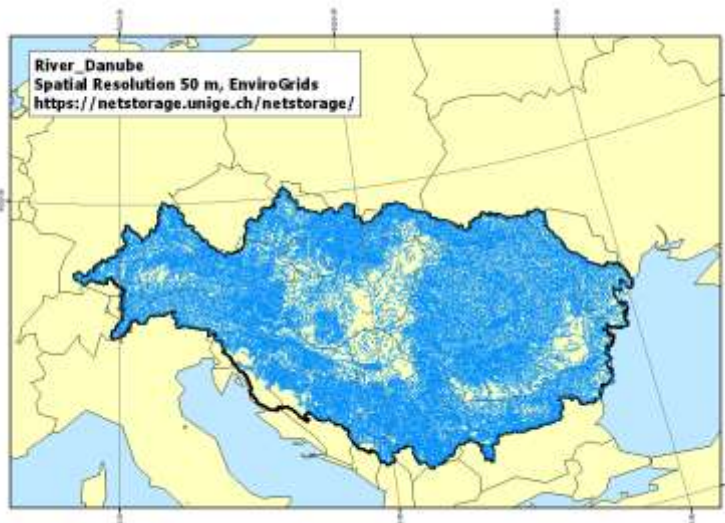 River_Danube
Spatial Resolution 50 m, EnviroGrids
https://netstorage.unige.ch/netstorage/